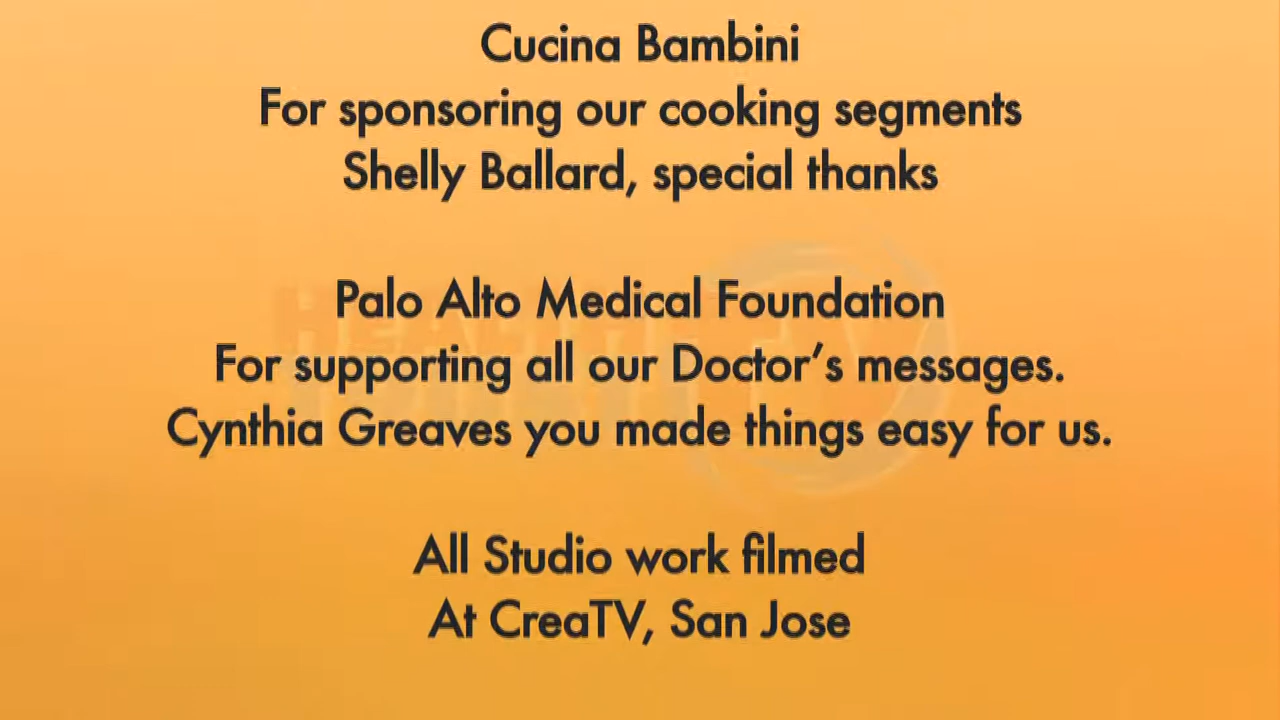 Cucina Bambini
For sponsoring our cooking segments
Shelly Ballard, special thanks
Palo Alto Medical Foundation
For supporting all our Doctor’s messages.
Cynthia Greaves you made things easy for us.
All Studio work filmed
At CreaTV, San Jose